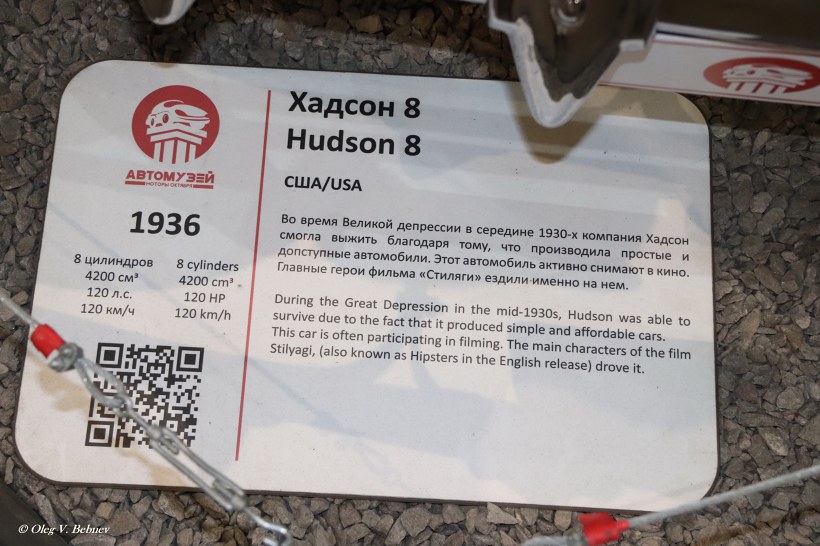 АВТОМУЗЕЙ
МОТОРЫ ОКТЯБРЯ
1936
8 цилиндров
4200 см³
120 л.с.
120 км/ч
8 cylinders
4200 cm³
120 HP
120 km/h
Хадсон 8
Hudson 8
США/USA
Во время Великой депрессии в середине 1930-х компания Хадсон
смогла выжить благодаря тому, что производила простые и
допступные автомобили. Этот автомобиль активно снимают в кино.
Главные герои фильма «Стиляги» ездили именно на нем.
During the Great Depression in the mid-1930s, Hudson was able to
survive due to the fact that it produced simple and affordable cars.
This car is often participating in filming. The main characters of the film
Stilyagi, (also known as Hipsters in the English release) drove it.
© Oleg V. Behnev